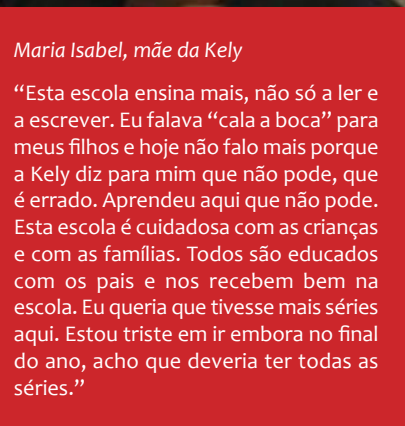 Maria Isabel, mãe da Kely
“Esta escola ensina mais, não só a ler e
a escrever. Eu falava “cala a boca” para
meus filhos e hoje não falo mais porque
a Kely diz para mim que não pode, que
é errado. Aprendeu aqui que não pode.
Esta escola é cuidadosa com as crianças
e com as famílias. Todos são educados
com os pais e nos recebem bem na
escola. Eu queria que tivesse mais séries
aqui. Estou triste em ir embora no final
do ano, acho que deveria ter todas as
séries.”